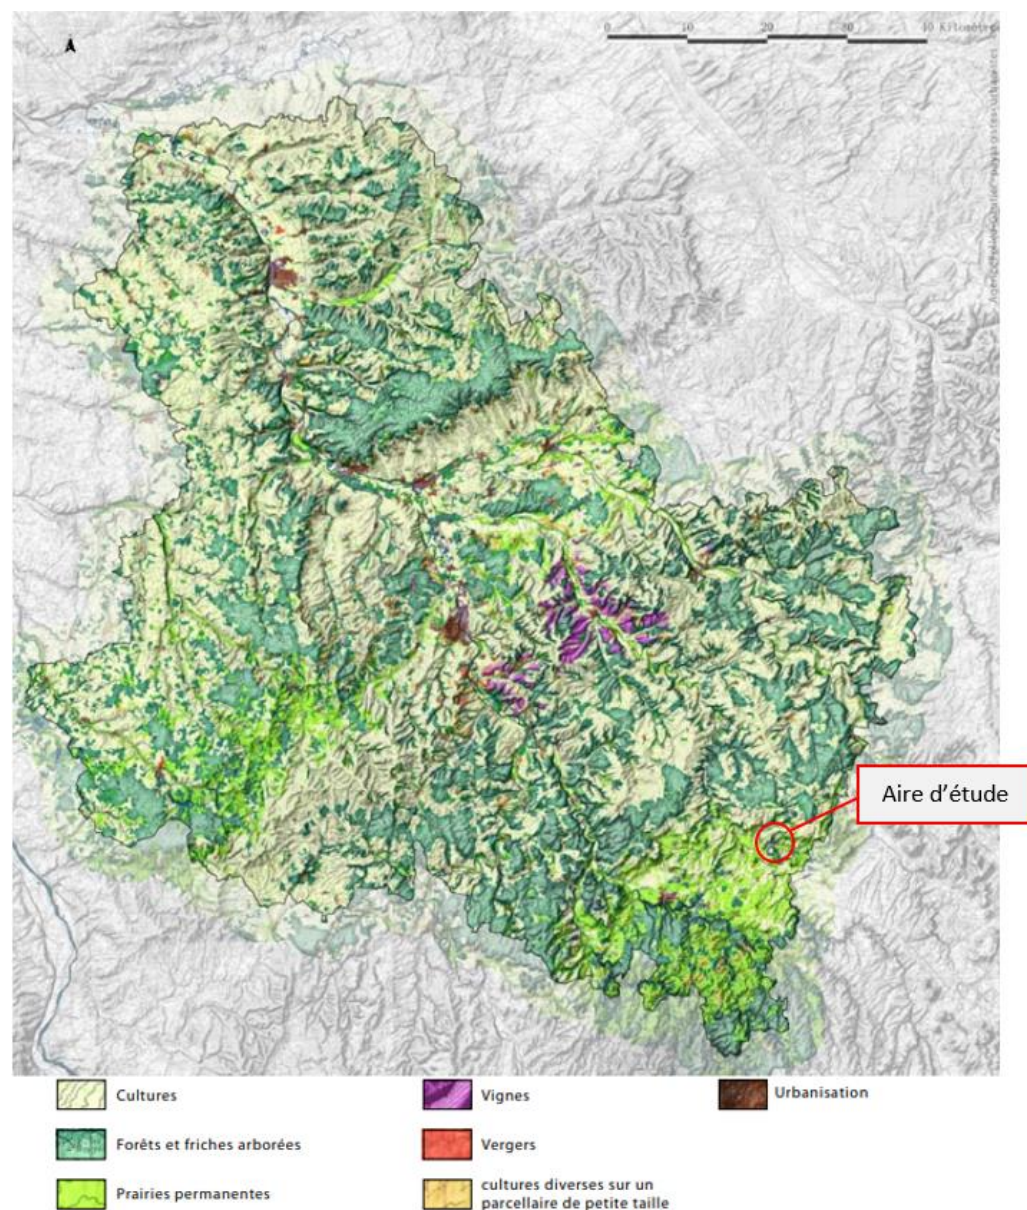 0 10 20 30 40 Kilomètres
Aire d’étude
Cultures
Vignes
Urbanisation
Forêts et friches arborées
Vergers
Prairies permanentes
cultures diverses sur un
parcellaire de petite taille